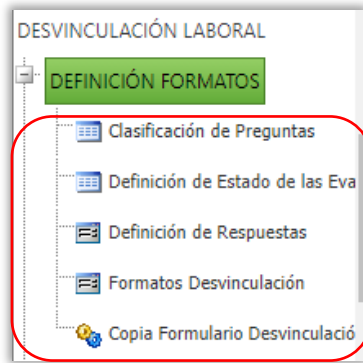 DESVINCULACIÓN LABORAL
DEFINICIÓN FORMATOS
Clasificación de Preguntas
Definición de Estado de las Eva
Definición de Respuestas
Formatos Desvinculación
Copia Formulario Desvinculació